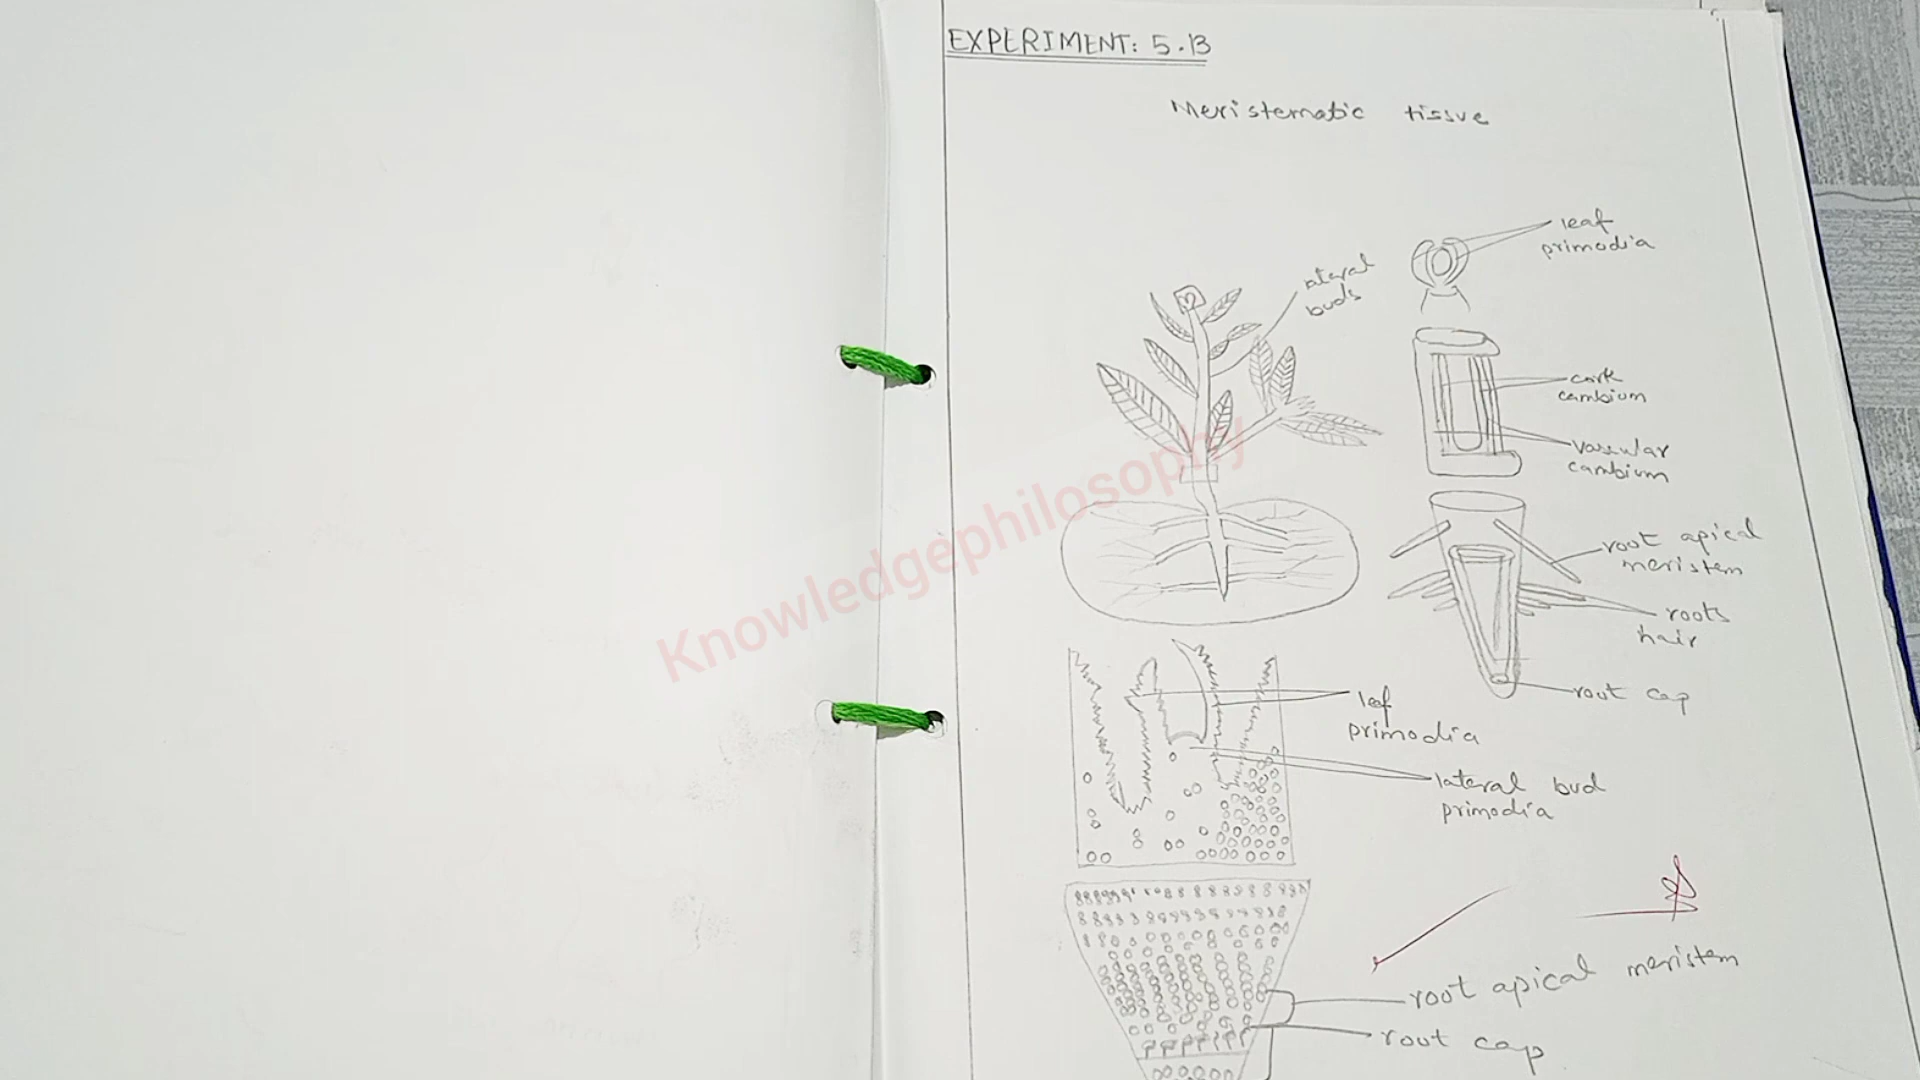 EXPERIMENT: 5.13
Meristematic tissue
leaf
primodia
lateral
buds
cork
cambium
vascular
cambium
root apical
meristem
roots
hair
root cap
leaf
primodia
lateral bud
primodia
root apical meristem
root cap
Knowledgephilosophy